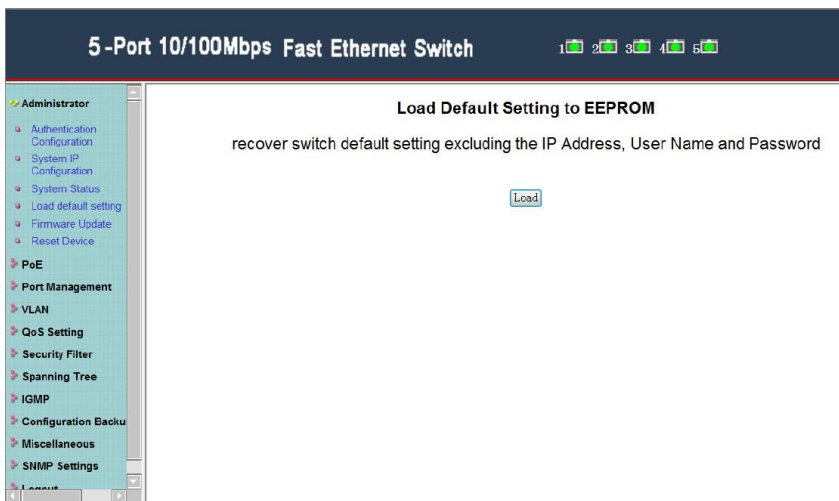 5-Port 10/100Mbps Fast Ethernet Switch
1 2 3 4 5
Administrator
Authentication
Configuration
System IP
Configuration
System Status
Load default setting
Firmware Update
Reset Device
PoE
Port Management
VLAN
QoS Setting
Security Filter
Spanning Tree
IGMP
Configuration Backu
Miscellaneous
SNMP Settings
Logout
Load Default Setting to EEPROM
recover switch default setting excluding the IP Address, User Name and Password
Load